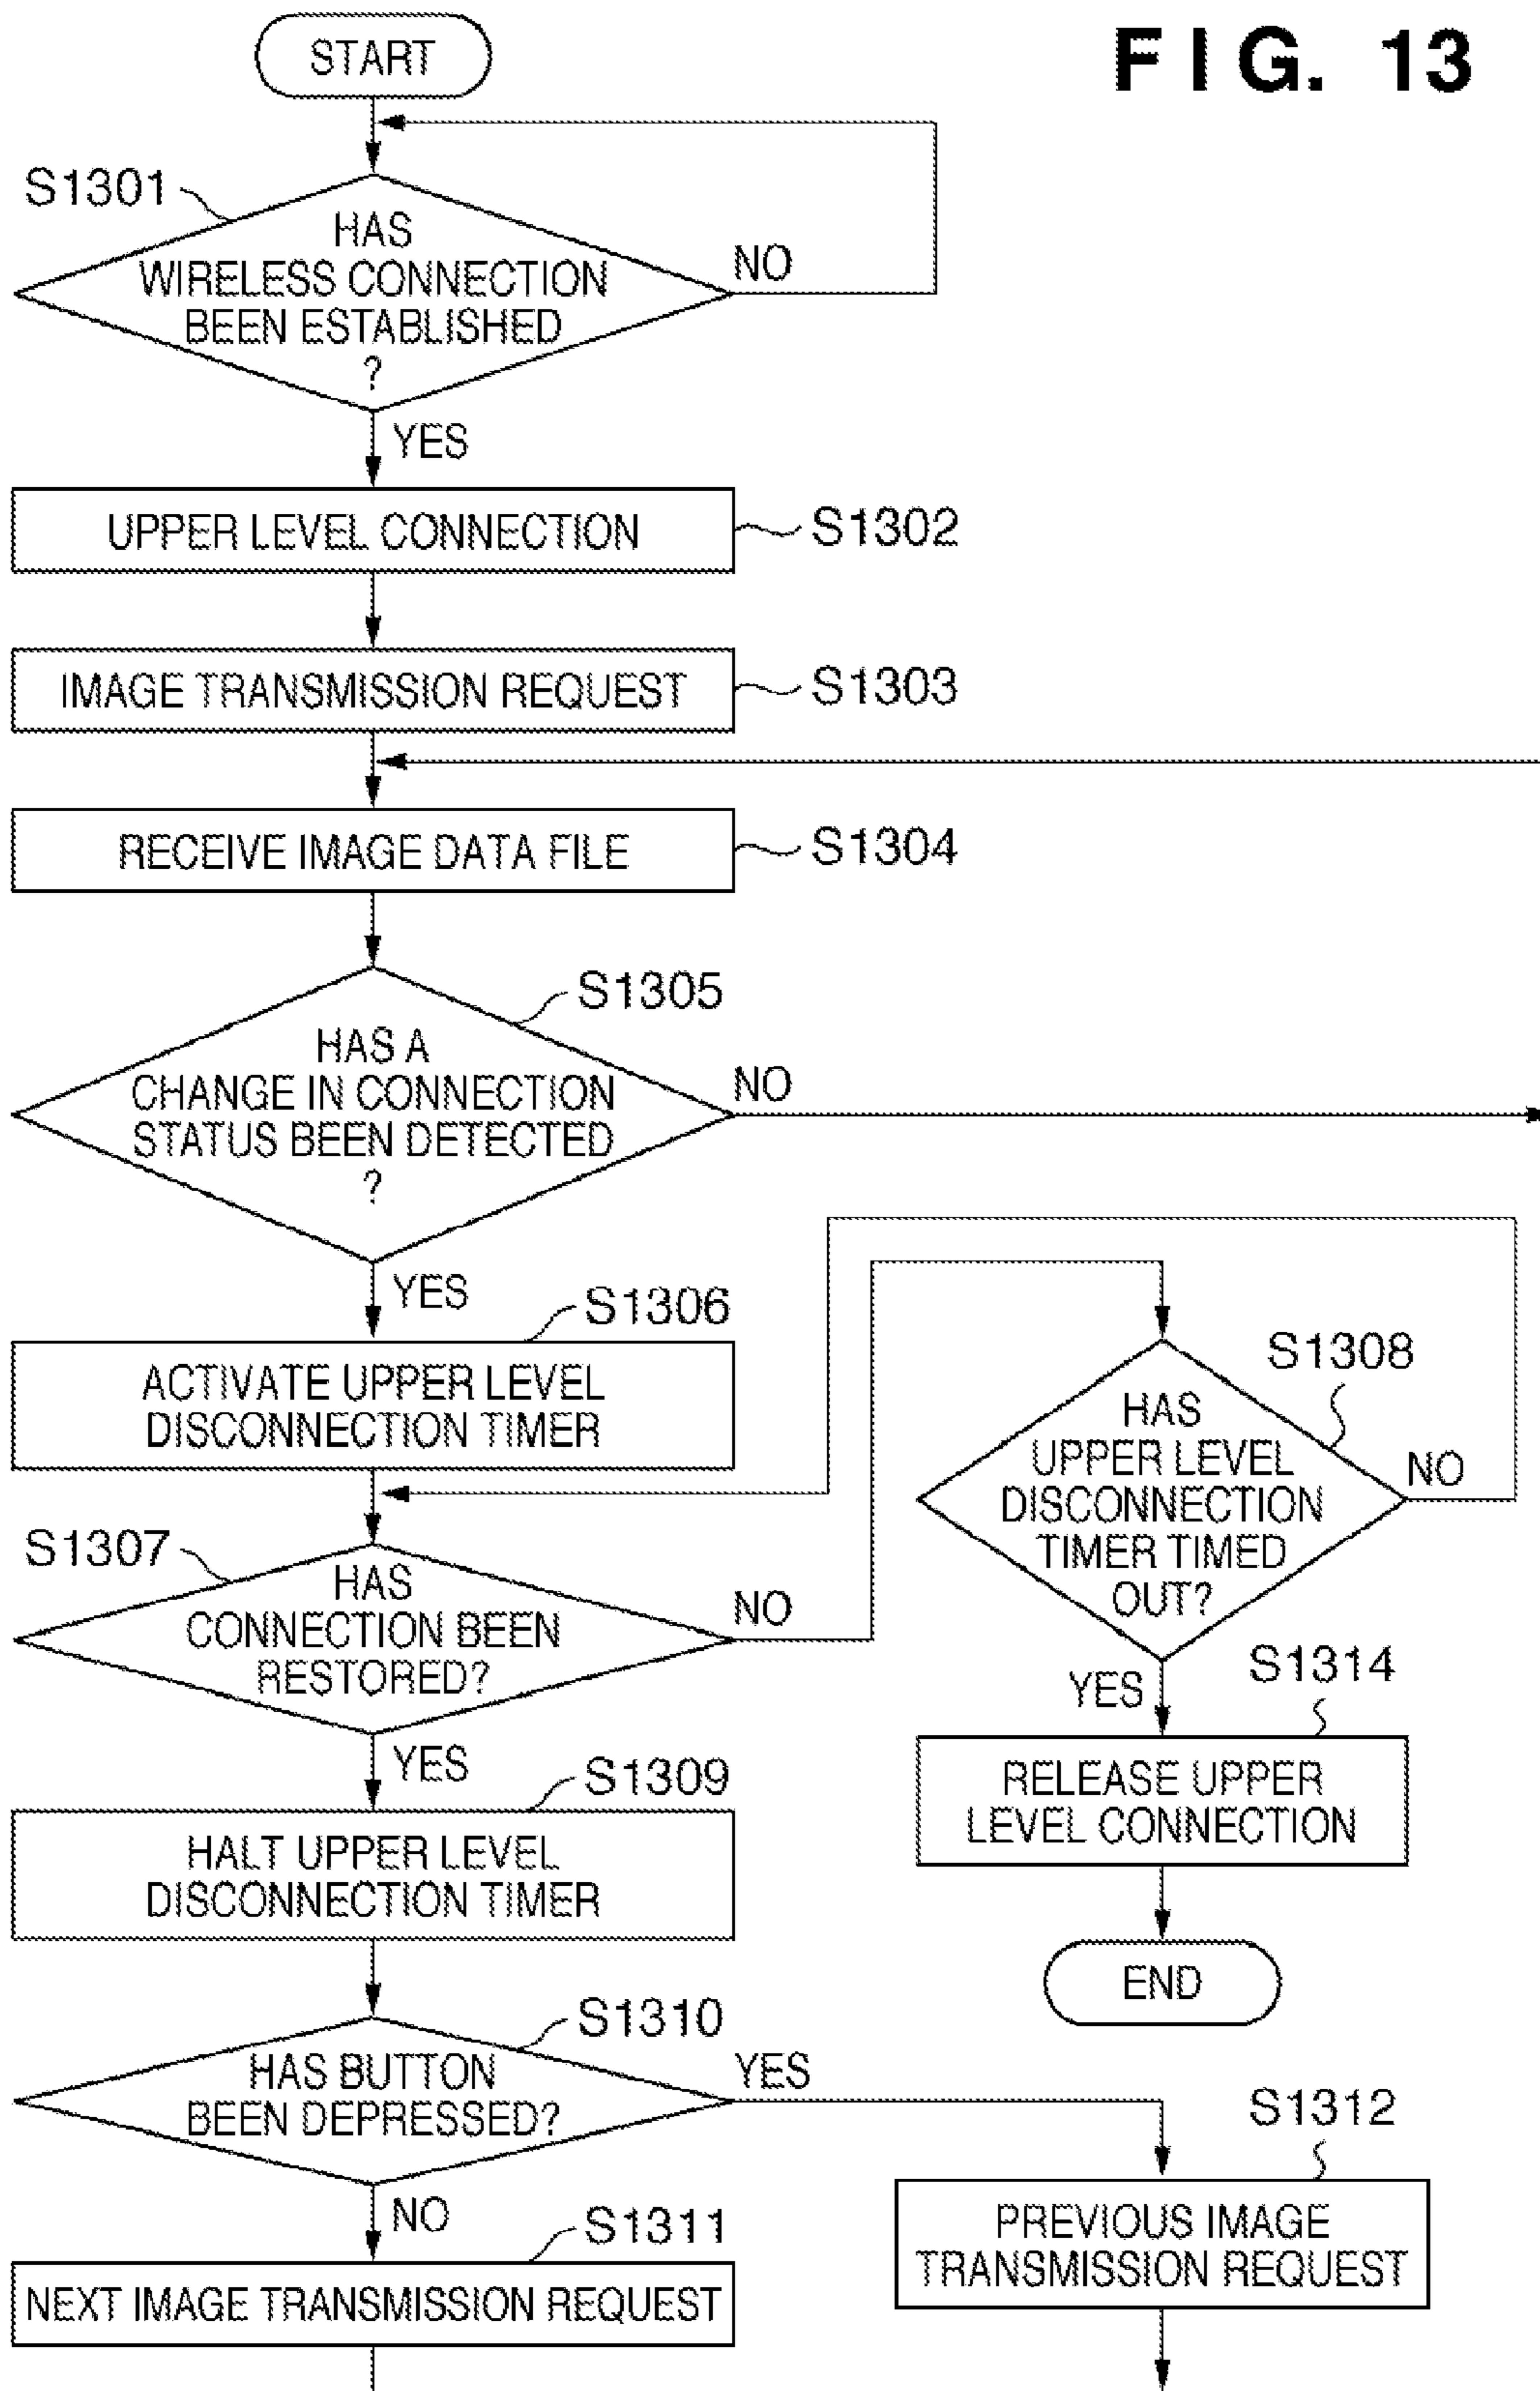 FIG. 13
START
S1301
HAS
WIRELESS CONNECTION
BEEN ESTABLISHED
?
NO
YES
UPPER LEVEL CONNECTION
S1302
IMAGE TRANSMISSION REQUEST
S1303
RECEIVE IMAGE DATA FILE
S1304
S1305
HAS A
CHANGE IN CONNECTION
STATUS BEEN DETECTED
?
NO
YES
S1306
ACTIVATE UPPER LEVEL
DISCONNECTION TIMER
S1307
HAS
CONNECTION BEEN
RESTORED?
NO
S1308
HAS
UPPER LEVEL
DISCONNECTION
TIMER TIMED
OUT?
NO
YES
S1314
RELEASE UPPER
LEVEL CONNECTION
END
YES
S1309
HALT UPPER LEVEL
DISCONNECTION TIMER
S1310
HAS BUTTON
BEEN DEPRESSED?
YES
S1312
PREVIOUS IMAGE
TRANSMISSION REQUEST
NO
S1311
NEXT IMAGE TRANSMISSION REQUEST